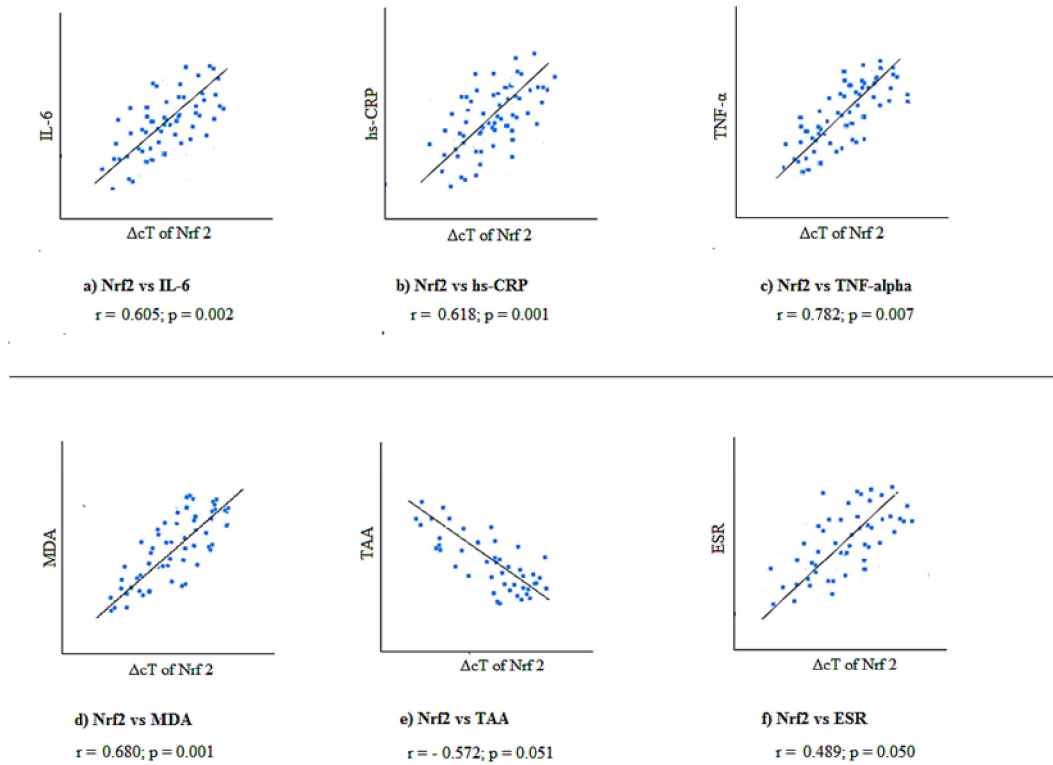 IL-6
ΔcT of Nrf 2
a) Nrf2 vs IL-6
r = 0.605; p = 0.002
hs-CRP
ΔcT of Nrf 2
b) Nrf2 vs hs-CRP
r = 0.618; p = 0.001
TNF-α
ΔcT of Nrf 2
c) Nrf2 vs TNF-alpha
r = 0.782; p = 0.007
MDA
ΔcT of Nrf 2
d) Nrf2 vs MDA
r = 0.680; p = 0.001
TAA
ΔcT of Nrf 2
e) Nrf2 vs TAA
r = - 0.572; p = 0.051
ESR
ΔcT of Nrf 2
f) Nrf2 vs ESR
r = 0.489; p = 0.050